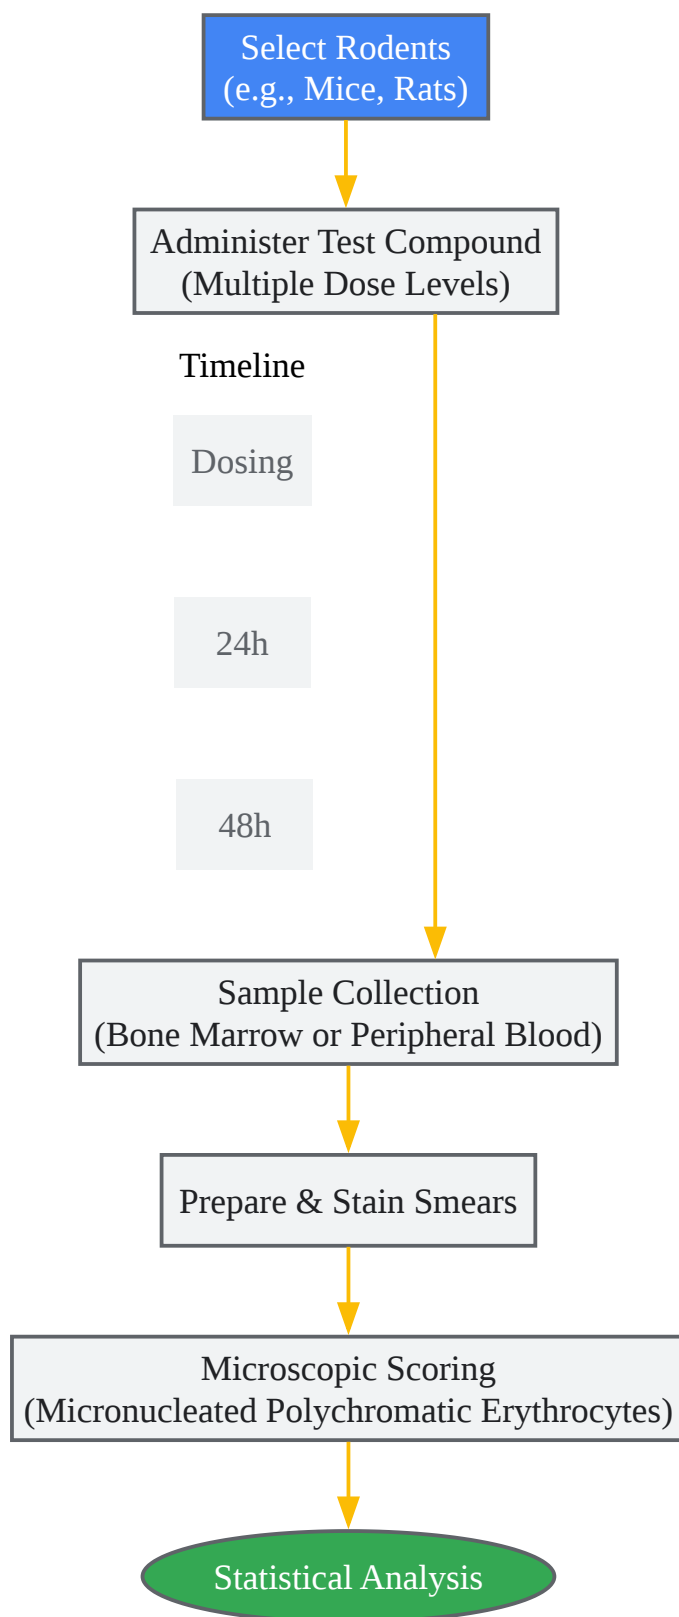 Select Rodents
(e.g., Mice, Rats)
Administer Test Compound
(Multiple Dose Levels)
Timeline
Dosing
24h
48h
Sample Collection
(Bone Marrow or Peripheral Blood)
Prepare & Stain Smears
Microscopic Scoring
(Micronucleated Polychromatic Erythrocytes)
Statistical Analysis